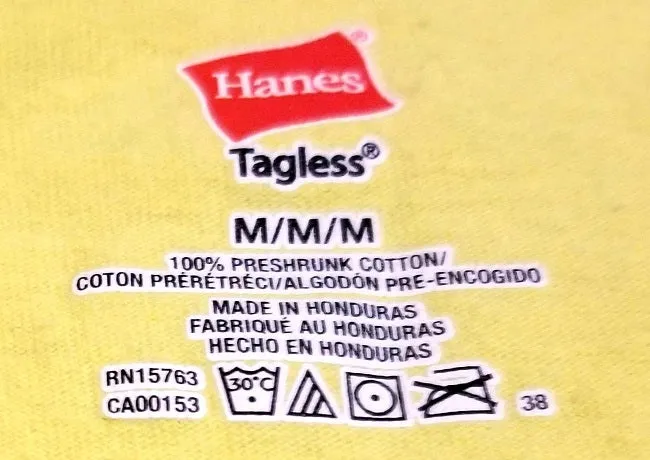 Hanes®
Tagless®
M/M/M
100% PRESHRUNK COTTON/
COTON PRÉRÉTRÉCI/ALGODÓN PRE-ENCOGIDO
MADE IN HONDURAS
FABRIQUÉ AU HONDURAS
HECHO EN HONDURAS
RN15763
CA00153
30°C
38